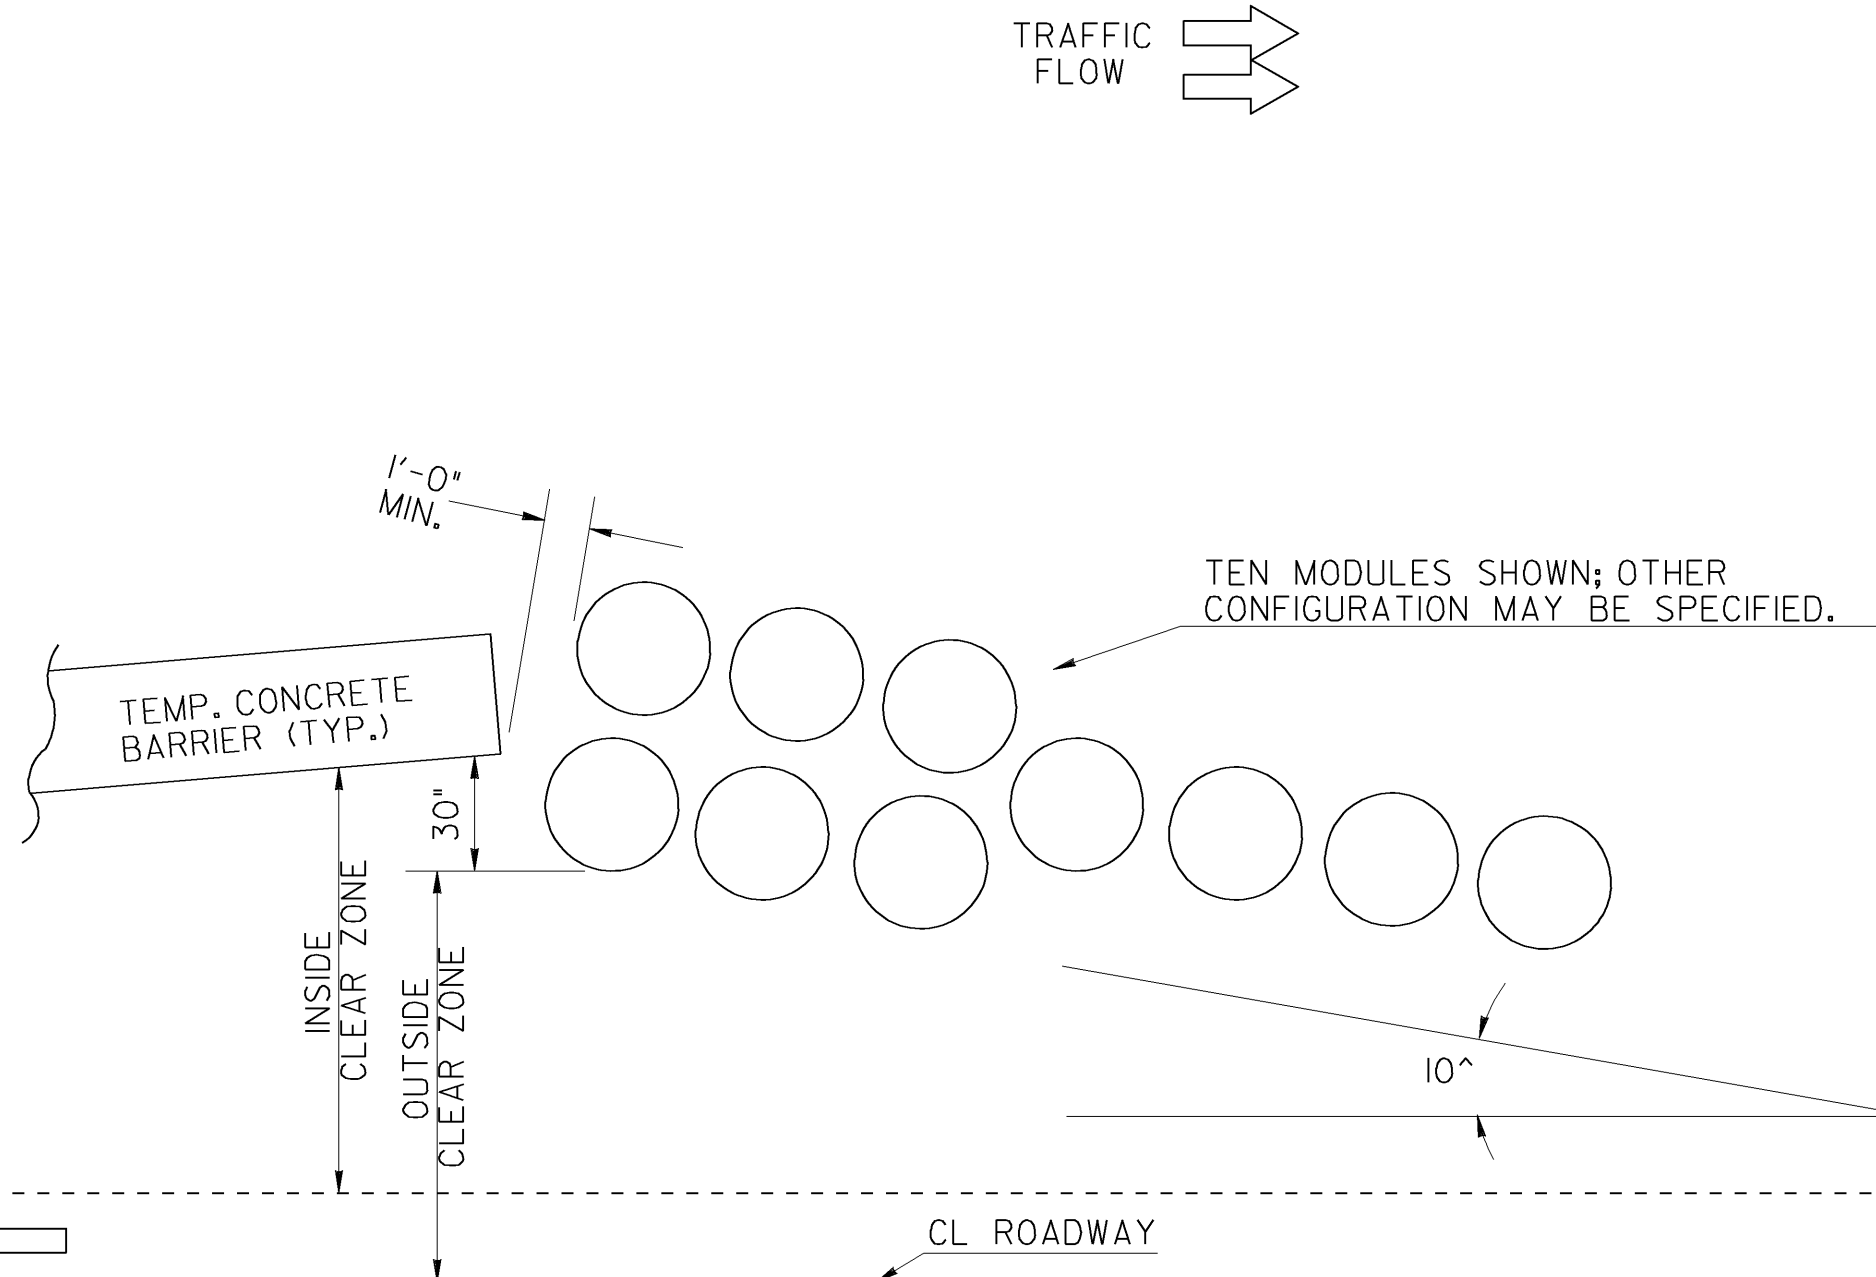 TRAFFIC
FLOW
1'-0"
MIN.
TEN MODULES SHOWN; OTHER
CONFIGURATION MAY BE SPECIFIED.
TEMP. CONCRETE
BARRIER (TYP.)
30"
INSIDE
CLEAR ZONE
OUTSIDE
CLEAR ZONE
10^
CL ROADWAY